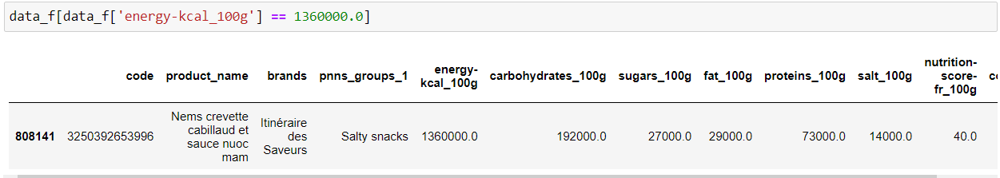 data_f[data_f['energy-kcal_100g'] == 1360000.0]
code product_name brands pnns_groups_1 energy-kcal_100g carbohydrates_100g sugars_100g fat_100g proteins_100g salt_100g nutrition-score-fr_100g
808141 3250392653996 Nems crevette cabillaud et sauce nuoc mam Itinéraire des Saveurs Salty snacks 1360000.0 192000.0 27000.0 29000.0 73000.0 14000.0 40.0